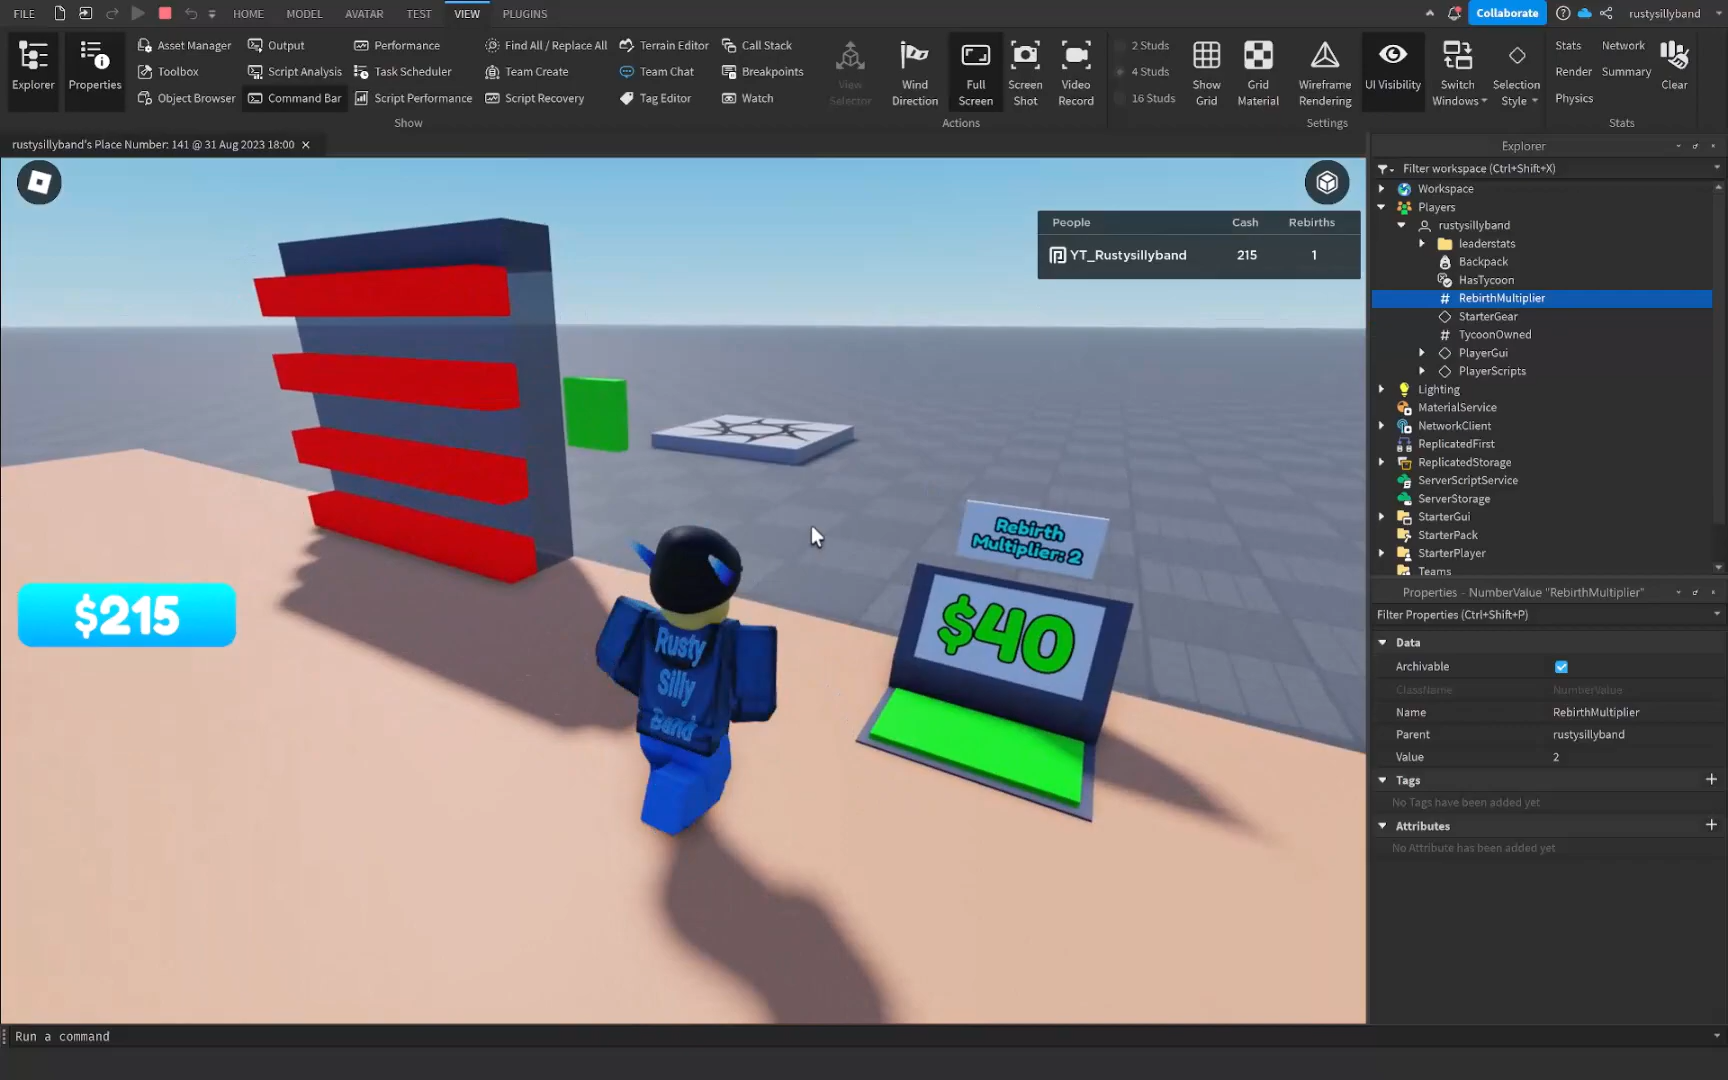 FILE
HOME
MODEL
AVATAR
TEST
VIEW
PLUGINS
Collaborate
rustysillyband
Explorer
Properties
Asset Manager
Toolbox
Object Browser
Output
Script Analysis
Command Bar
Performance
Task Scheduler
Script Performance
Find All / Replace All
Team Create
Script Recovery
Terrain Editor
Team Chat
Tag Editor
Call Stack
Breakpoints
Watch
Show
View
Selector
Wind
Direction
Full
Screen
Screen
Shot
Video
Record
Actions
2 Studs
4 Studs
16 Studs
Show
Grid
Grid
Material
Wireframe
Rendering
UI Visibility
Switch
Windows
Selection
Style
Settings
Stats
Network
Render
Summary
Physics
Clear
Stats
rustysillyband's Place Number: 141 @ 31 Aug 2023 18:00
People Cash Rebirths
YT_Rustysillyband 215 1
Rebirth
Multiplier: 2
$40
$215
Rusty
Silly
Band
Explorer
Filter workspace (Ctrl+Shift+X)
Workspace
Players
rustysillyband
leaderstats
Backpack
HasTycoon
RebirthMultiplier
StarterGear
TycoonOwned
PlayerGui
PlayerScripts
Lighting
MaterialService
NetworkClient
ReplicatedFirst
ReplicatedStorage
ServerScriptService
ServerStorage
StarterGui
StarterPack
StarterPlayer
Teams
Properties - NumberValue "RebirthMultiplier"
Filter Properties (Ctrl+Shift+P)
Data
Archivable
ClassName NumberValue
Name RebirthMultiplier
Parent rustysillyband
Value 2
Tags
No Tags have been added yet
Attributes
No Attribute has been added yet
Run a command